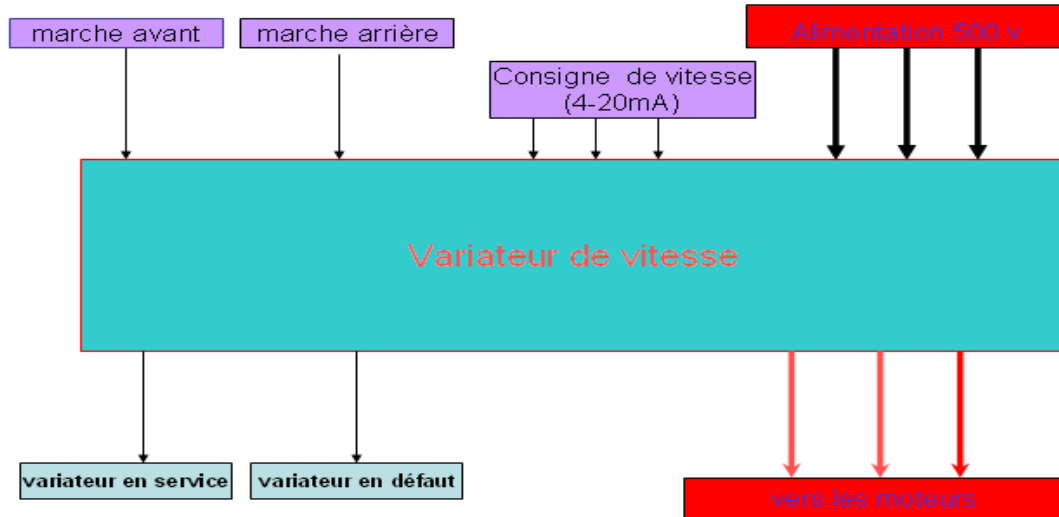 marche avant
marche arrière
Alimentation 500 v
Consigne de vitesse
(4-20mA)
Variateur de vitesse
variateur en service
variateur en défaut
vers les moteurs